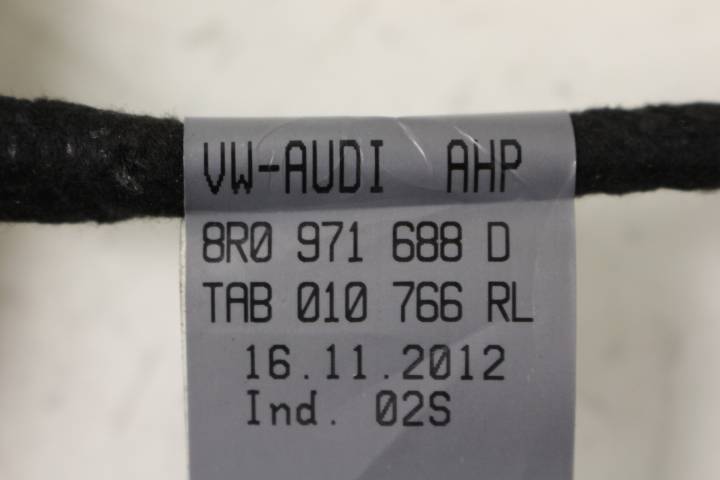 VW-AUDI AHP
8R0 971 688 D
TAB 010 766 RL
16.11.2012
Ind. 02S